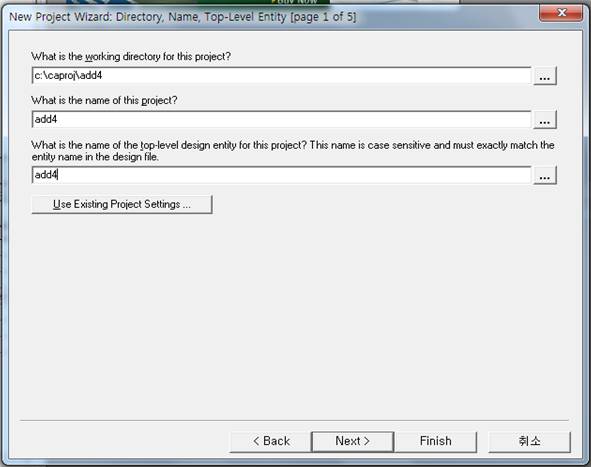 Buy Now
New Project Wizard: Directory, Name, Top-Level Entity [page 1 of 5]
What is the working directory for this project?
c:\caproj\add4
...
What is the name of this project?
add4
...
What is the name of the top-level design entity for this project? This name is case sensitive and must exactly match the
entity name in the design file.
add4
...
Use Existing Project Settings ...
< Back
Next >
Finish
취소